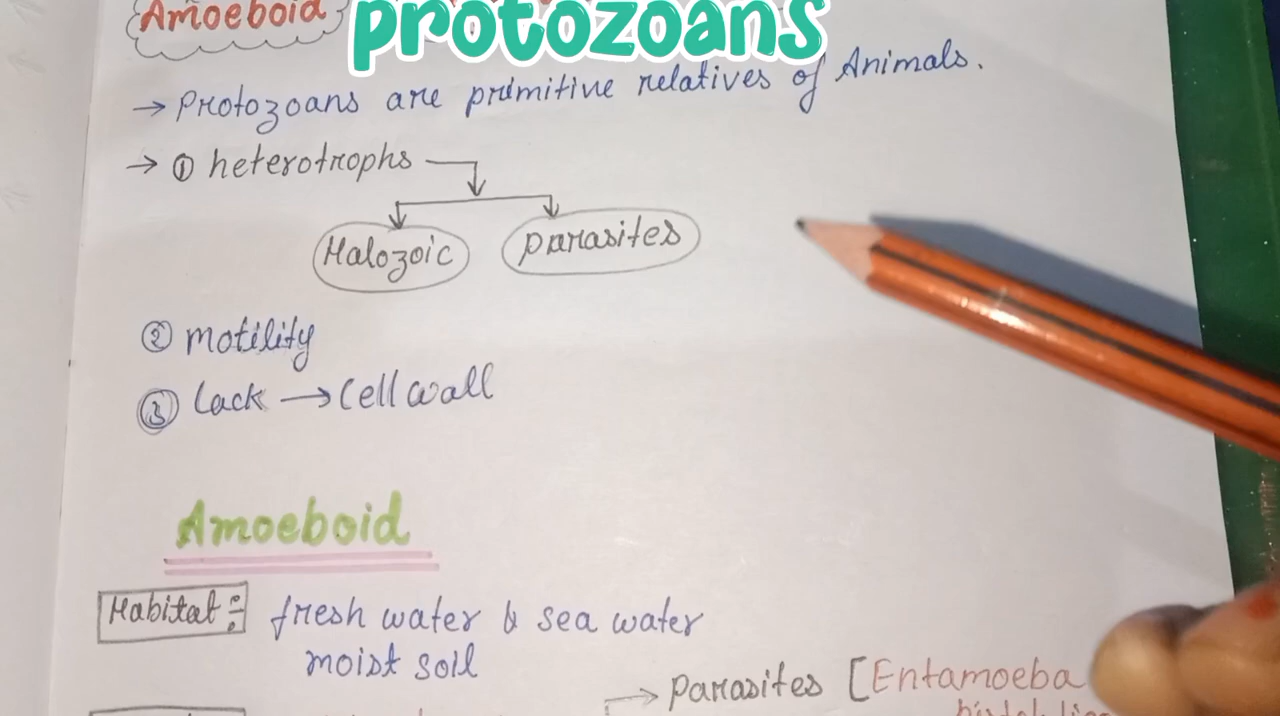 Amoeboid
protozoans
→ Protozoans are primitive relatives of Animals.
→ ① heterotrophs
Halozoic parasites
② motility
③ Lack → Cell wall
Amoeboid
Habitat : fresh water & sea water
moist soil
→ Parasites [Entamoeba